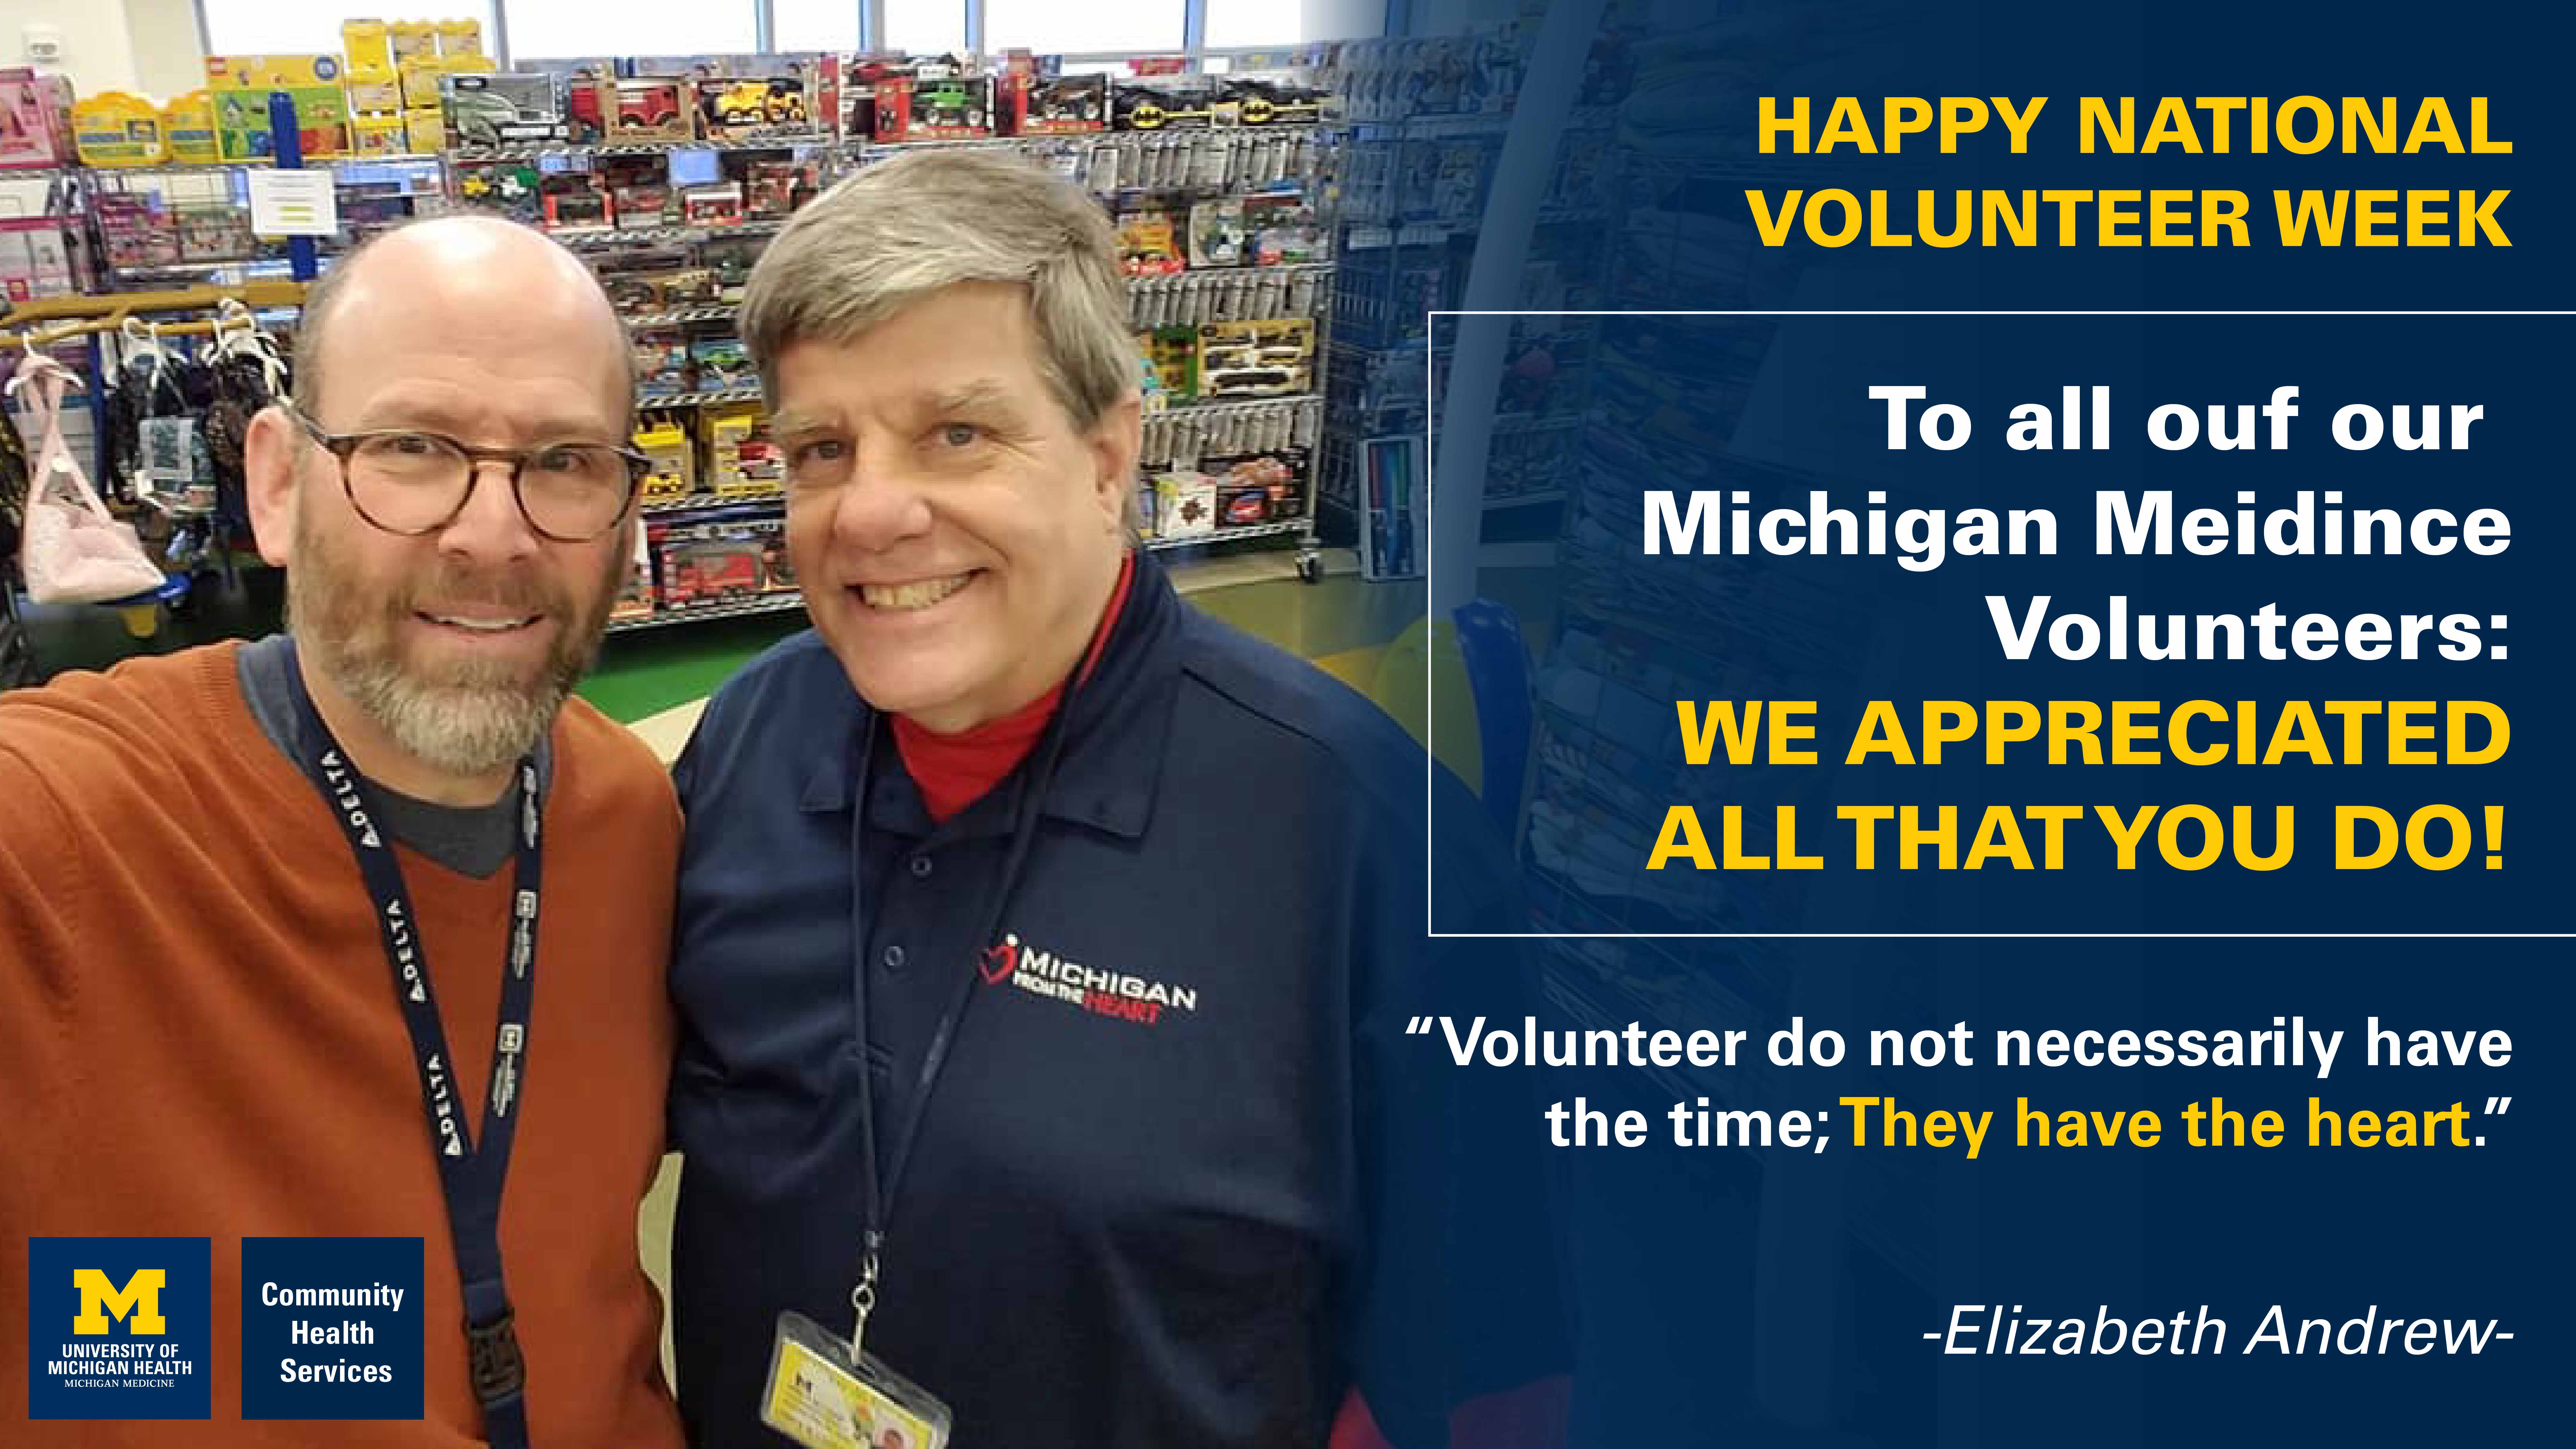 HAPPY NATIONAL
VOLUNTEER WEEK
To all ouf our
Michigan Meidince
Volunteers:
WE APPRECIATED
ALL THAT YOU DO!
“Volunteer do not necessarily have
the time; They have the heart.”
-Elizabeth Andrew-
MICHIGAN
FROM THE HEART
DELTA
DELTA
DELTA
M
UNIVERSITY OF
MICHIGAN HEALTH
MICHIGAN MEDICINE
Community
Health
Services